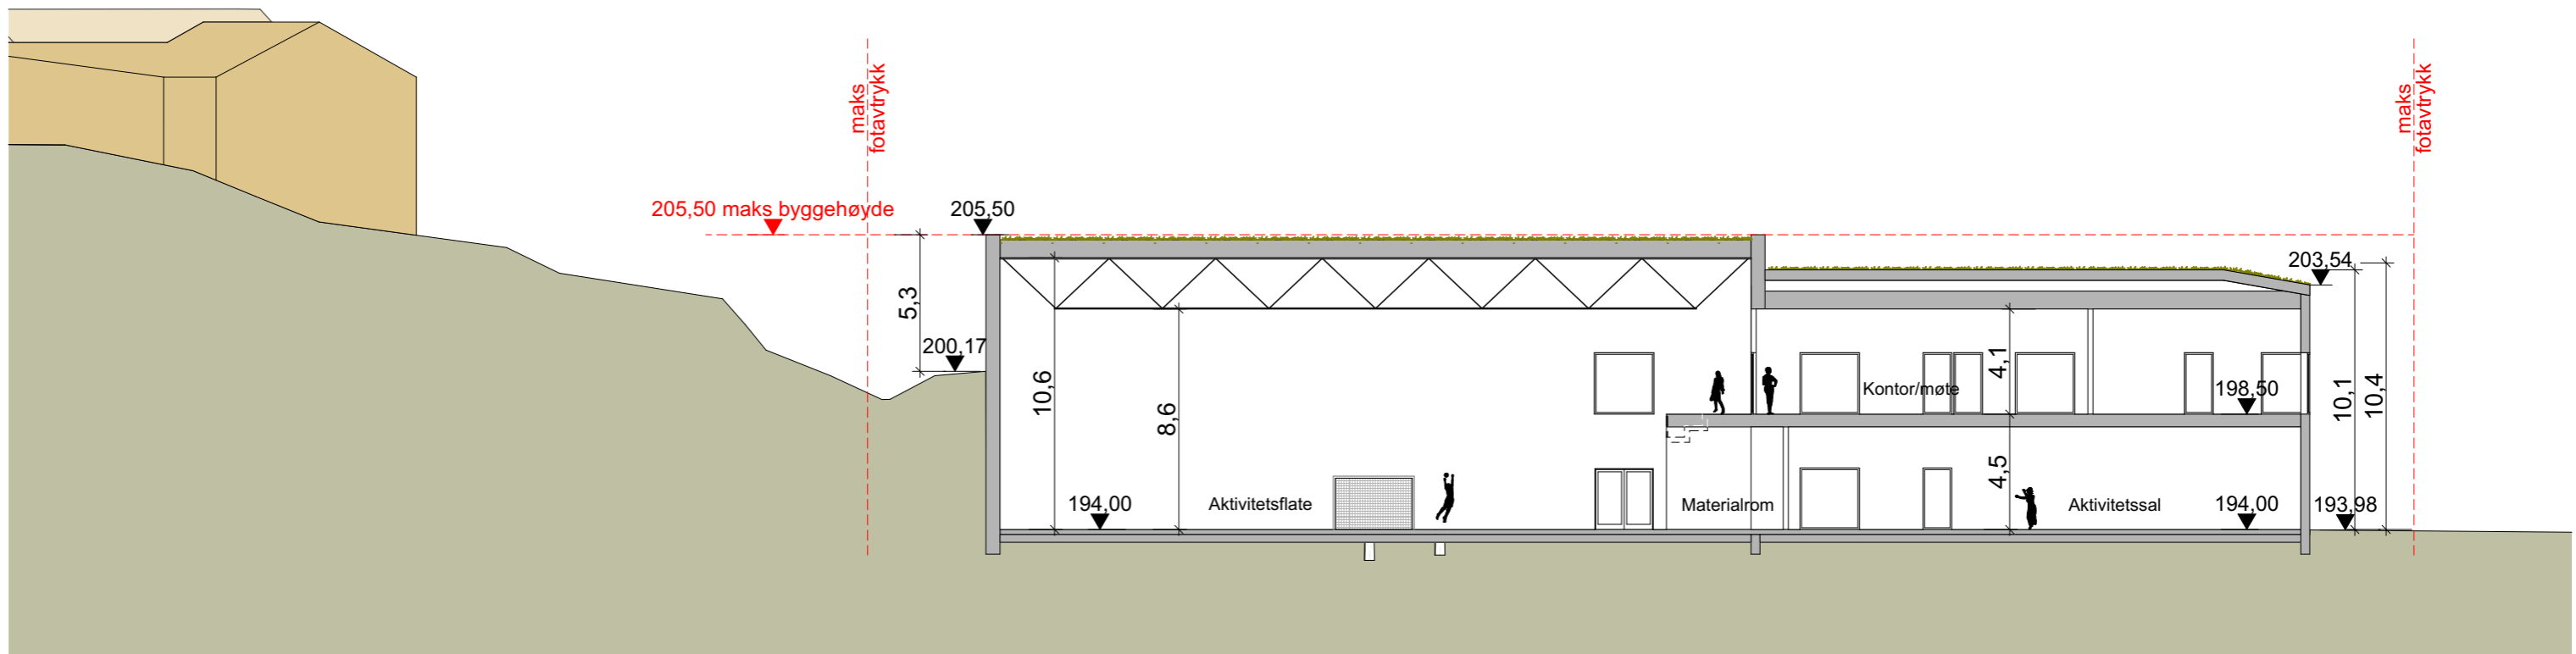 maks
fotavtrykk
maks
fotavtrykk
205,50 maks byggehøyde
205,50
203,54
5,3
200,17
10,6
8,6
4,1
Kontor/møte
198,50
10,1
10,4
4,5
194,00
Aktivitetsflate
Materialrom
Aktivitetssal
194,00
193,98